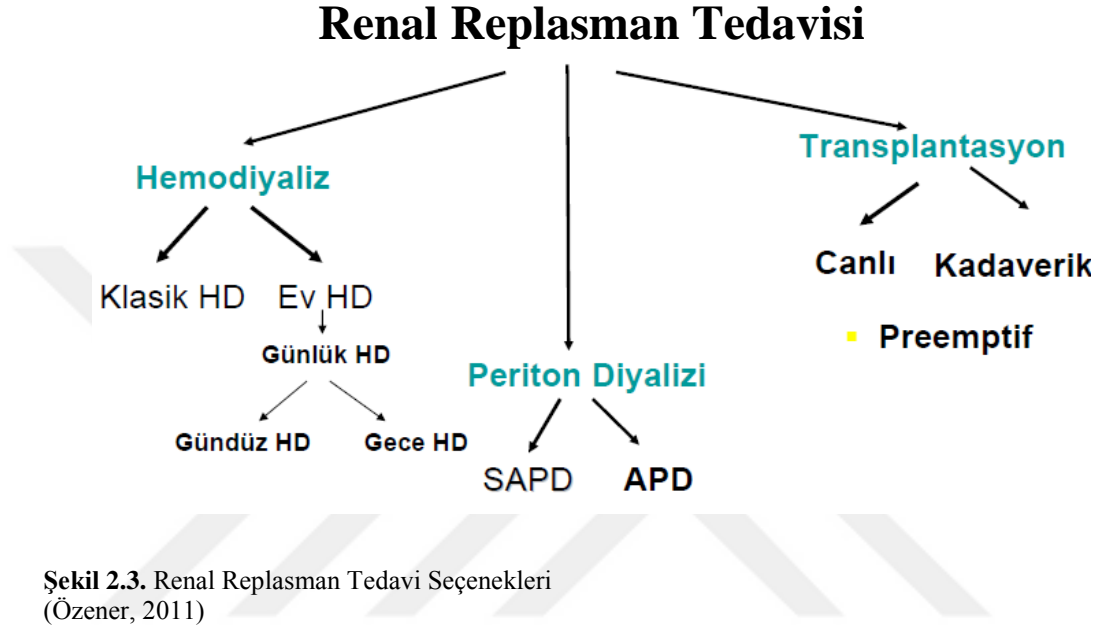 Renal Replasman Tedavisi
Hemodiyaliz
Klasik HD
Ev HD
Günlük HD
Gündüz HD
Gece HD
Periton Diyalizi
SAPD
APD
Transplantasyon
Canlı
Kadaverik
Preemptif
Şekil 2.3. Renal Replasman Tedavi Seçenekleri
(Özener, 2011)